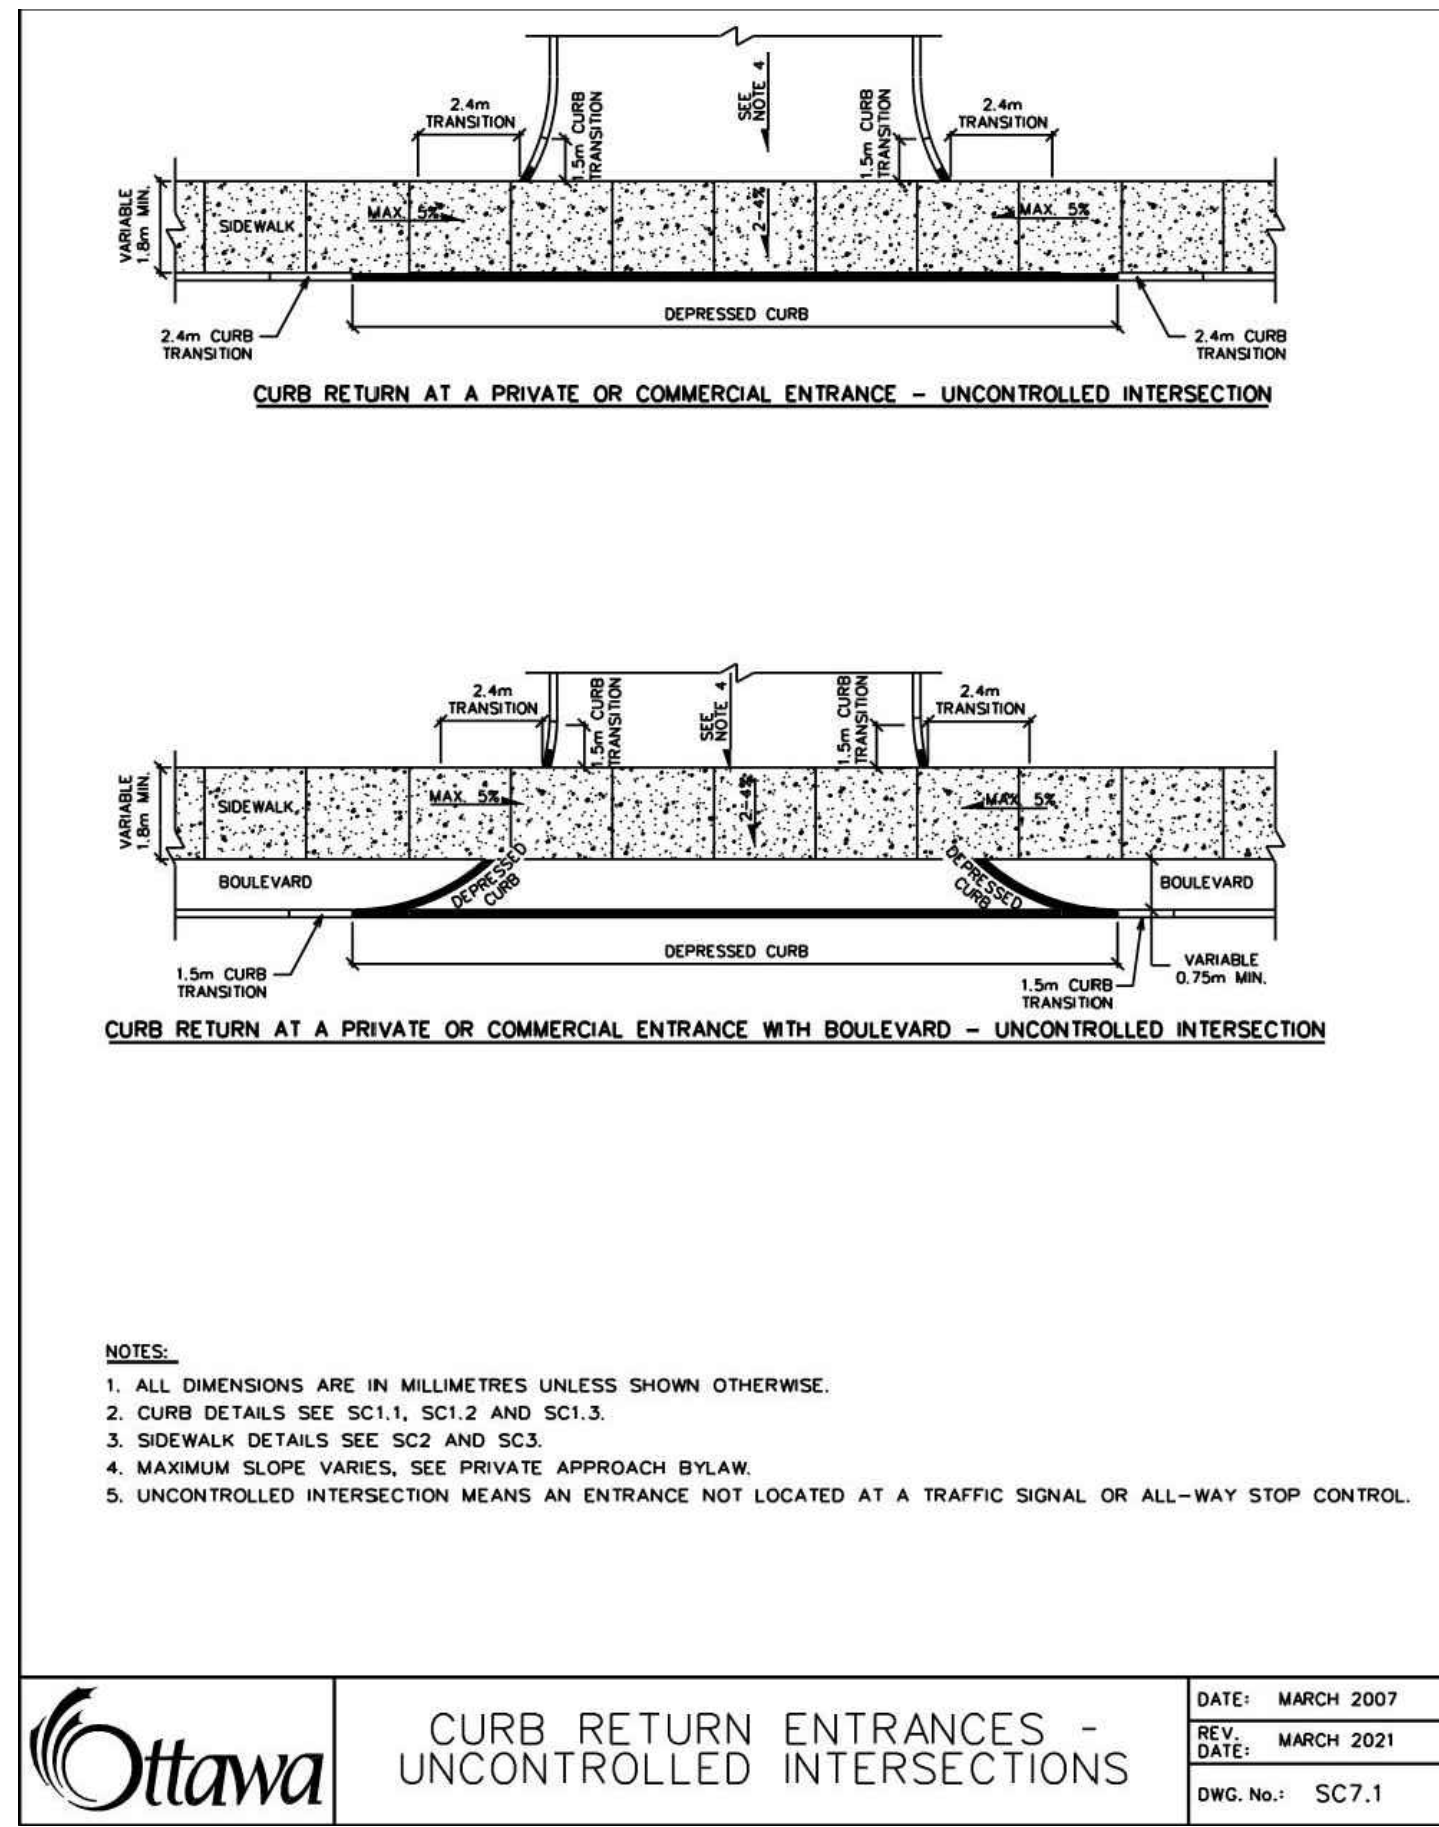 2.4m
TRANSITION
1.5m CURB
TRANSITION
SEE
NOTE 4
1.5m CURB
TRANSITION
2.4m
TRANSITION
VARIABLE
1.8m MIN.
SIDEWALK
MAX. 5%
2-4%
MAX. 5%
DEPRESSED CURB
2.4m CURB
TRANSITION
2.4m CURB
TRANSITION
CURB RETURN AT A PRIVATE OR COMMERCIAL ENTRANCE - UNCONTROLLED INTERSECTION
2.4m
TRANSITION
1.5m CURB
TRANSITION
SEE
NOTE 4
1.5m CURB
TRANSITION
2.4m
TRANSITION
VARIABLE
1.8m MIN.
SIDEWALK
MAX. 5%
2-4%
MAX. 5%
BOULEVARD
DEPRESSED
CURB
DEPRESSED
CURB
BOULEVARD
DEPRESSED CURB
1.5m CURB
TRANSITION
1.5m CURB
TRANSITION
VARIABLE
0.75m MIN.
CURB RETURN AT A PRIVATE OR COMMERCIAL ENTRANCE WITH BOULEVARD - UNCONTROLLED INTERSECTION
NOTES:
1. ALL DIMENSIONS ARE IN MILLIMETRES UNLESS SHOWN OTHERWISE.
2. CURB DETAILS SEE SC1.1, SC1.2 AND SC1.3.
3. SIDEWALK DETAILS SEE SC2 AND SC3.
4. MAXIMUM SLOPE VARIES, SEE PRIVATE APPROACH BYLAW.
5. UNCONTROLLED INTERSECTION MEANS AN ENTRANCE NOT LOCATED AT A TRAFFIC SIGNAL OR ALL-WAY STOP CONTROL.
Ottawa
CURB RETURN ENTRANCES -
UNCONTROLLED INTERSECTIONS
DATE: MARCH 2007
REV.
DATE: MARCH 2021
DWG. No.: SC7.1